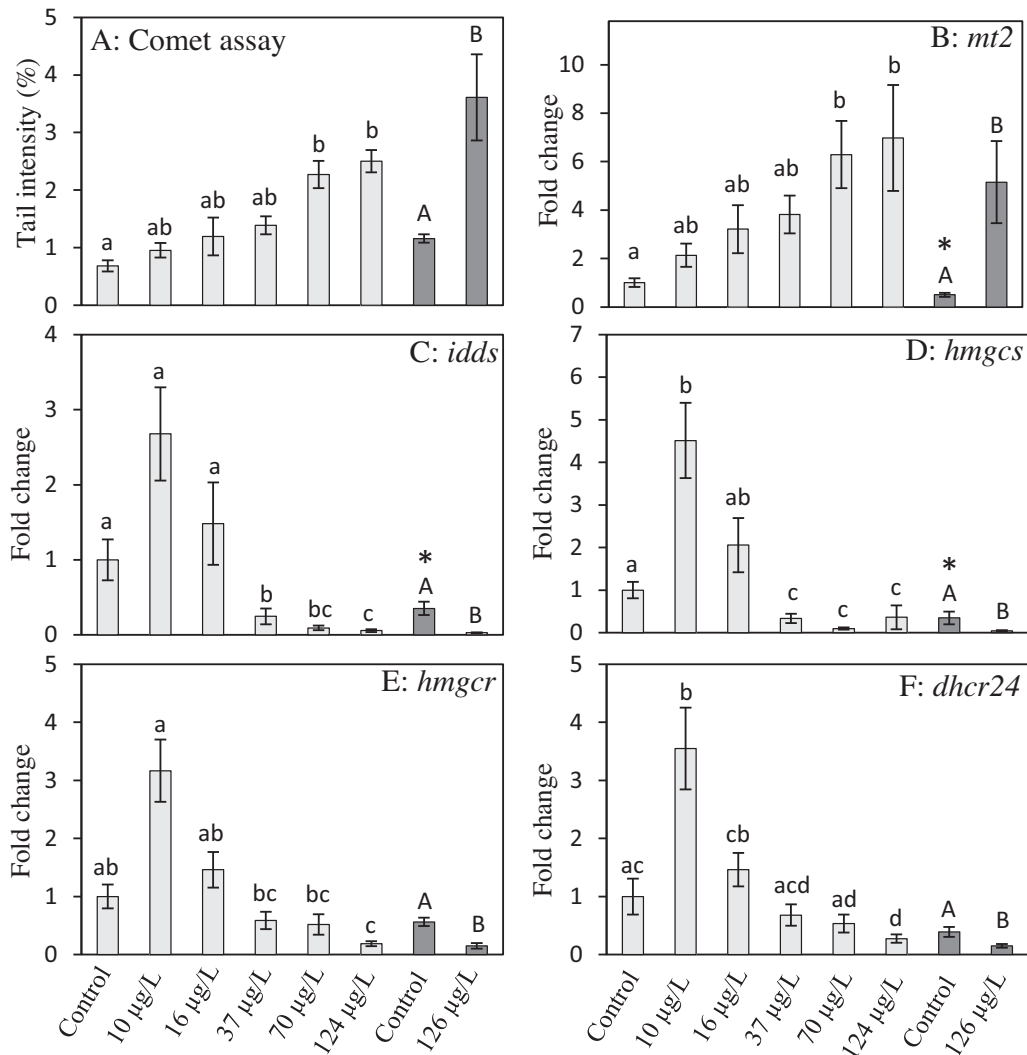 A: Comet assay
Tail intensity (%)
5
4
3
2
1
0
a
ab
ab
ab
b
b
A
B
B: mt2
Fold change
10
8
6
4
2
0
a
ab
ab
ab
b
b
*
A
B
C: idds
Fold change
4
3
2
1
0
a
a
a
b
bc
c
*
A
B
D: hmgcs
Fold change
7
6
5
4
3
2
1
0
a
b
ab
c
c
c
*
A
B
E: hmgcr
Fold change
5
4
3
2
1
0
ab
a
ab
bc
bc
c
A
B
F: dhcr24
Fold change
5
4
3
2
1
0
ac
b
cb
acd
ad
d
A
B
Control
10 µg/L
16 µg/L
37 µg/L
70 µg/L
124 µg/L
Control
126 µg/L
Control
10 µg/L
16 µg/L
37 µg/L
70 µg/L
124 µg/L
Control
126 µg/L